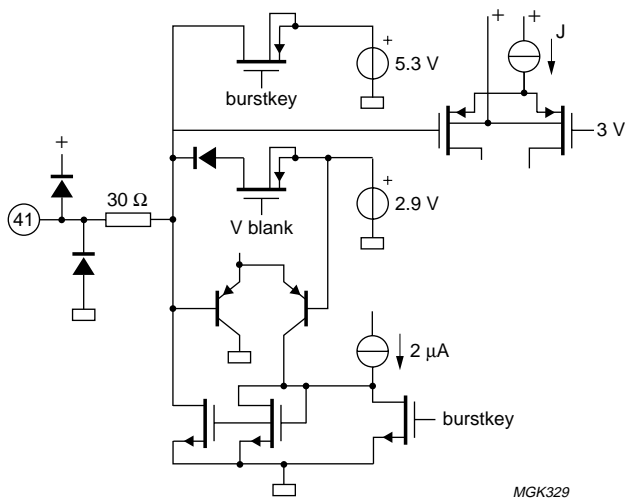 +
+
+
J
5.3 V
burstkey
3 V
+
+
30 Ω
2.9 V
41
V blank
2 μA
burstkey
MGK329